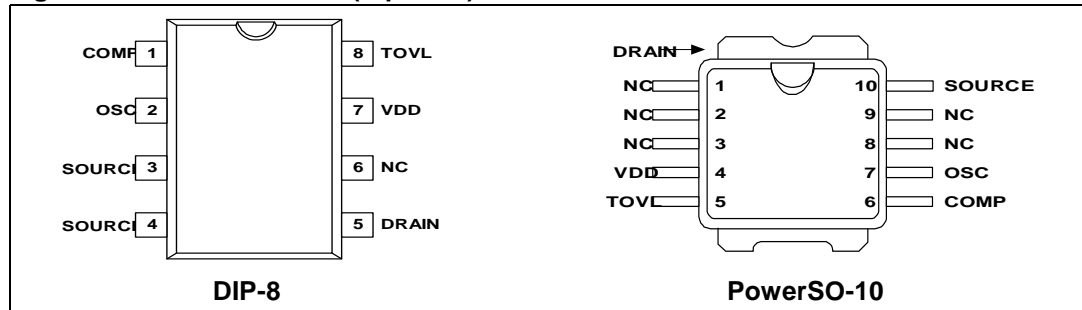 COMP 1 8 TOVL
OSC 2 7 VDD
SOURCE 3 6 NC
SOURCE 4 5 DRAIN
DIP-8
DRAIN
NC 1 10 SOURCE
NC 2 9 NC
NC 3 8 NC
VDD 4 7 OSC
TOVL 5 6 COMP
PowerSO-10